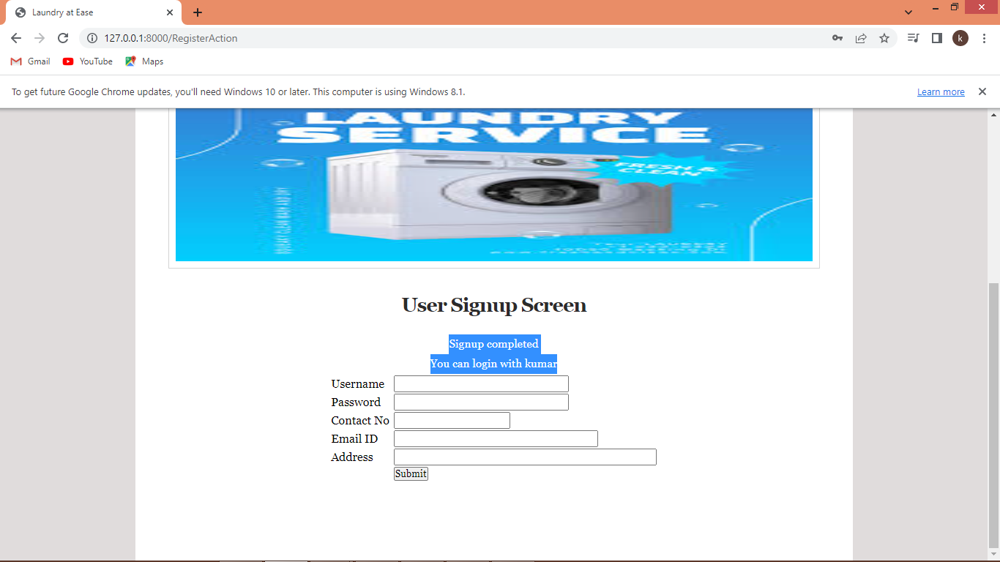 Laundry at Ease
127.0.0.1:8000/RegisterAction
k
Gmail YouTube Maps
To get future Google Chrome updates, you'll need Windows 10 or later. This computer is using Windows 8.1. Learn more
LAUNDRY
SERVICE
FRESH &
CLEAN
User Signup Screen
Signup completed
You can login with kumar
Username
Password
Contact No
Email ID
Address
Submit